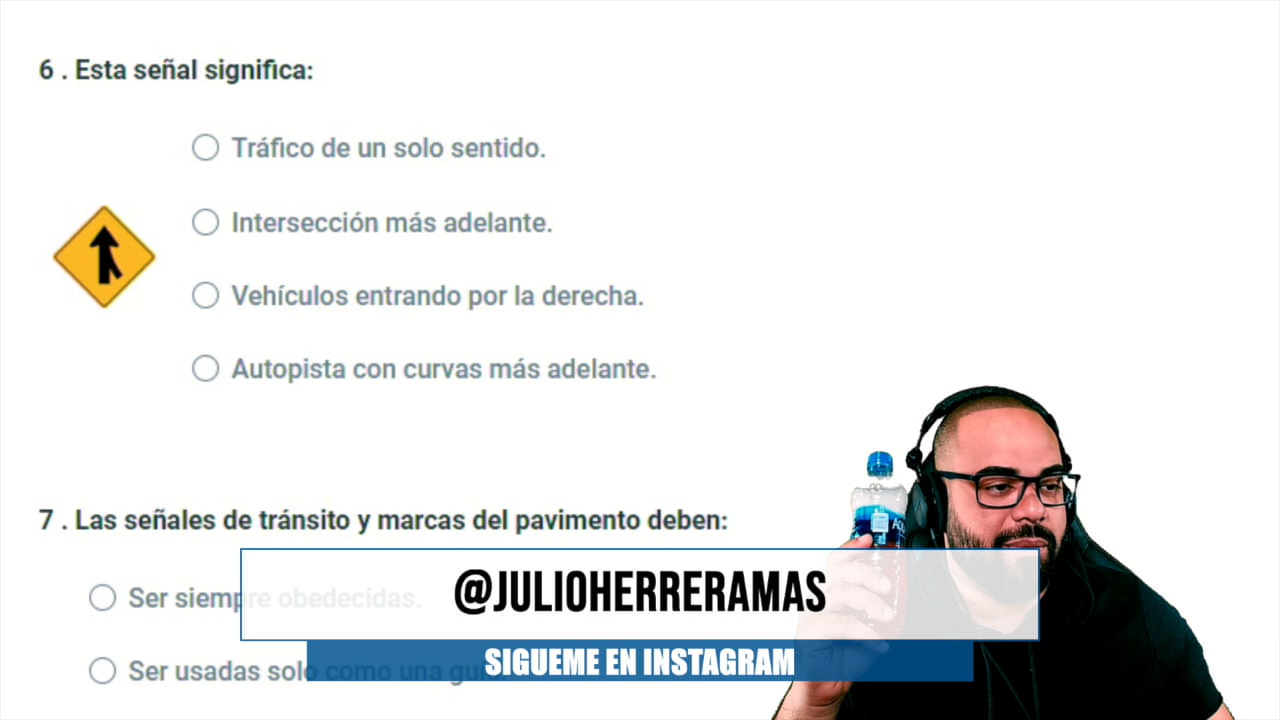 6 . Esta señal significa:
Tráfico de un solo sentido.
Intersección más adelante.
Vehículos entrando por la derecha.
Autopista con curvas más adelante.
7 . Las señales de tránsito y marcas del pavimento deben:
Ser siempre obedecidas.
@JULIOHERRERAMAS
Ser usadas solo como una guía.
SIGUEME EN INSTAGRAM